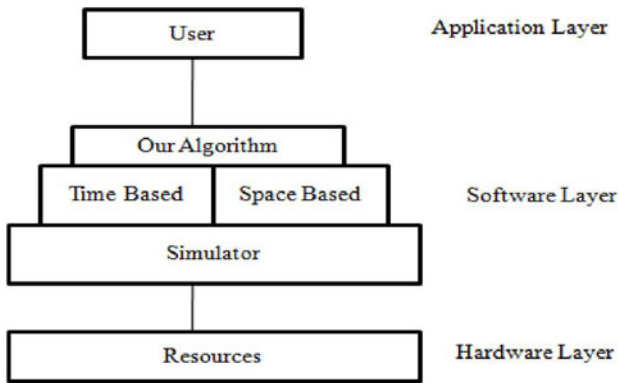 User
Application Layer
Our Algorithm
Time Based
Space Based
Software Layer
Simulator
Resources
Hardware Layer